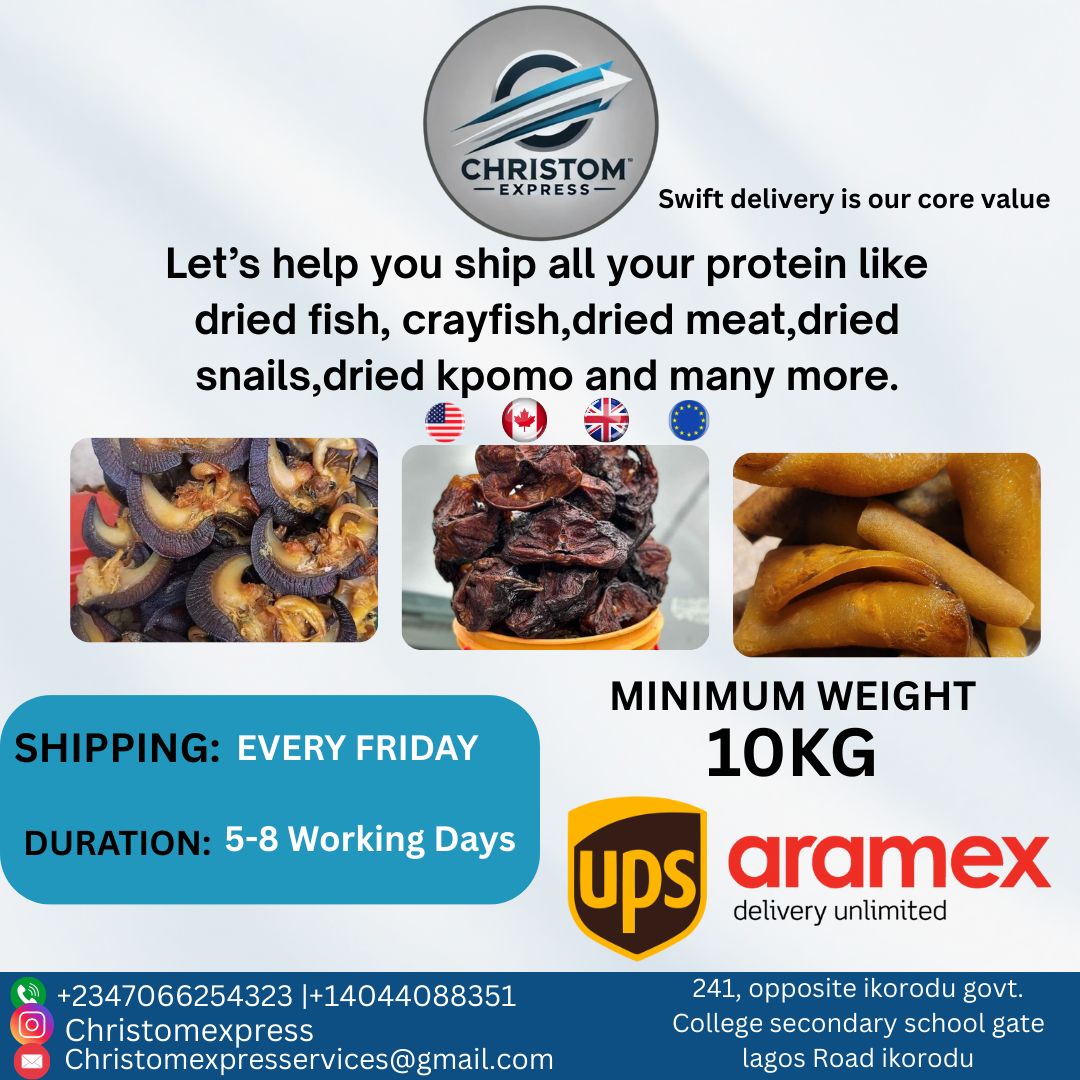 CHRISTOM
EXPRESS
Swift delivery is our core value
Let’s help you ship all your protein like
dried fish, crayfish,dried meat,dried
snails,dried kpomo and many more.
SHIPPING: EVERY FRIDAY
DURATION: 5-8 Working Days
MINIMUM WEIGHT
10KG
ups
aramex
delivery unlimited
+2347066254323 |+14044088351
Christomexpress
Christomexpresservices@gmail.com
241, opposite ikorodu govt.
College secondary school gate
lagos Road ikorodu